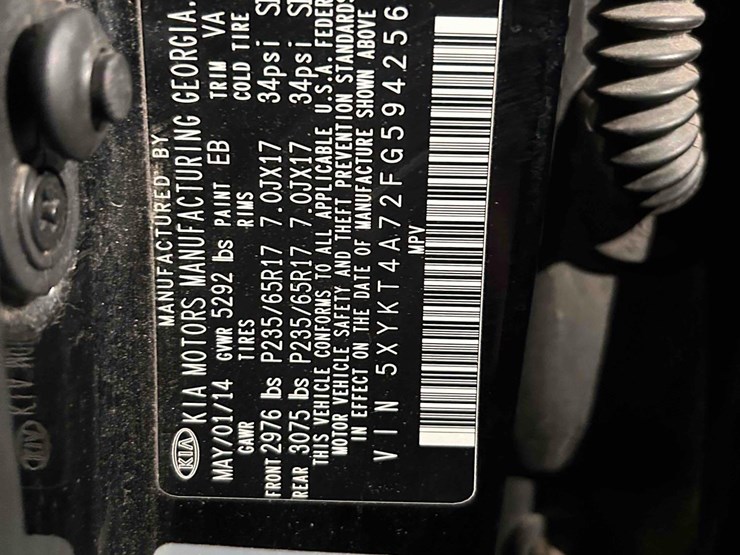 MANUFACTURED BY
KIA KIA MOTORS MANUFACTURING GEORGIA.
MAY/01/14 GVWR 5292 lbs PAINT EB TRIM VA
GAWR TIRES RIMS COLD TIRE
FRONT 2976 lbs P235/65R17 7.0JX17 34psi
REAR 3075 lbs P235/65R17 7.0JX17 34psi
THIS VEHICLE CONFORMS TO ALL APPLICABLE U.S.A. FEDER
MOTOR VEHICLE SAFETY AND THEFT PREVENTION STANDARDS
IN EFFECT ON THE DATE OF MANUFACTURE SHOWN ABOVE
VIN 5XYKT4A72FG594256
MPV